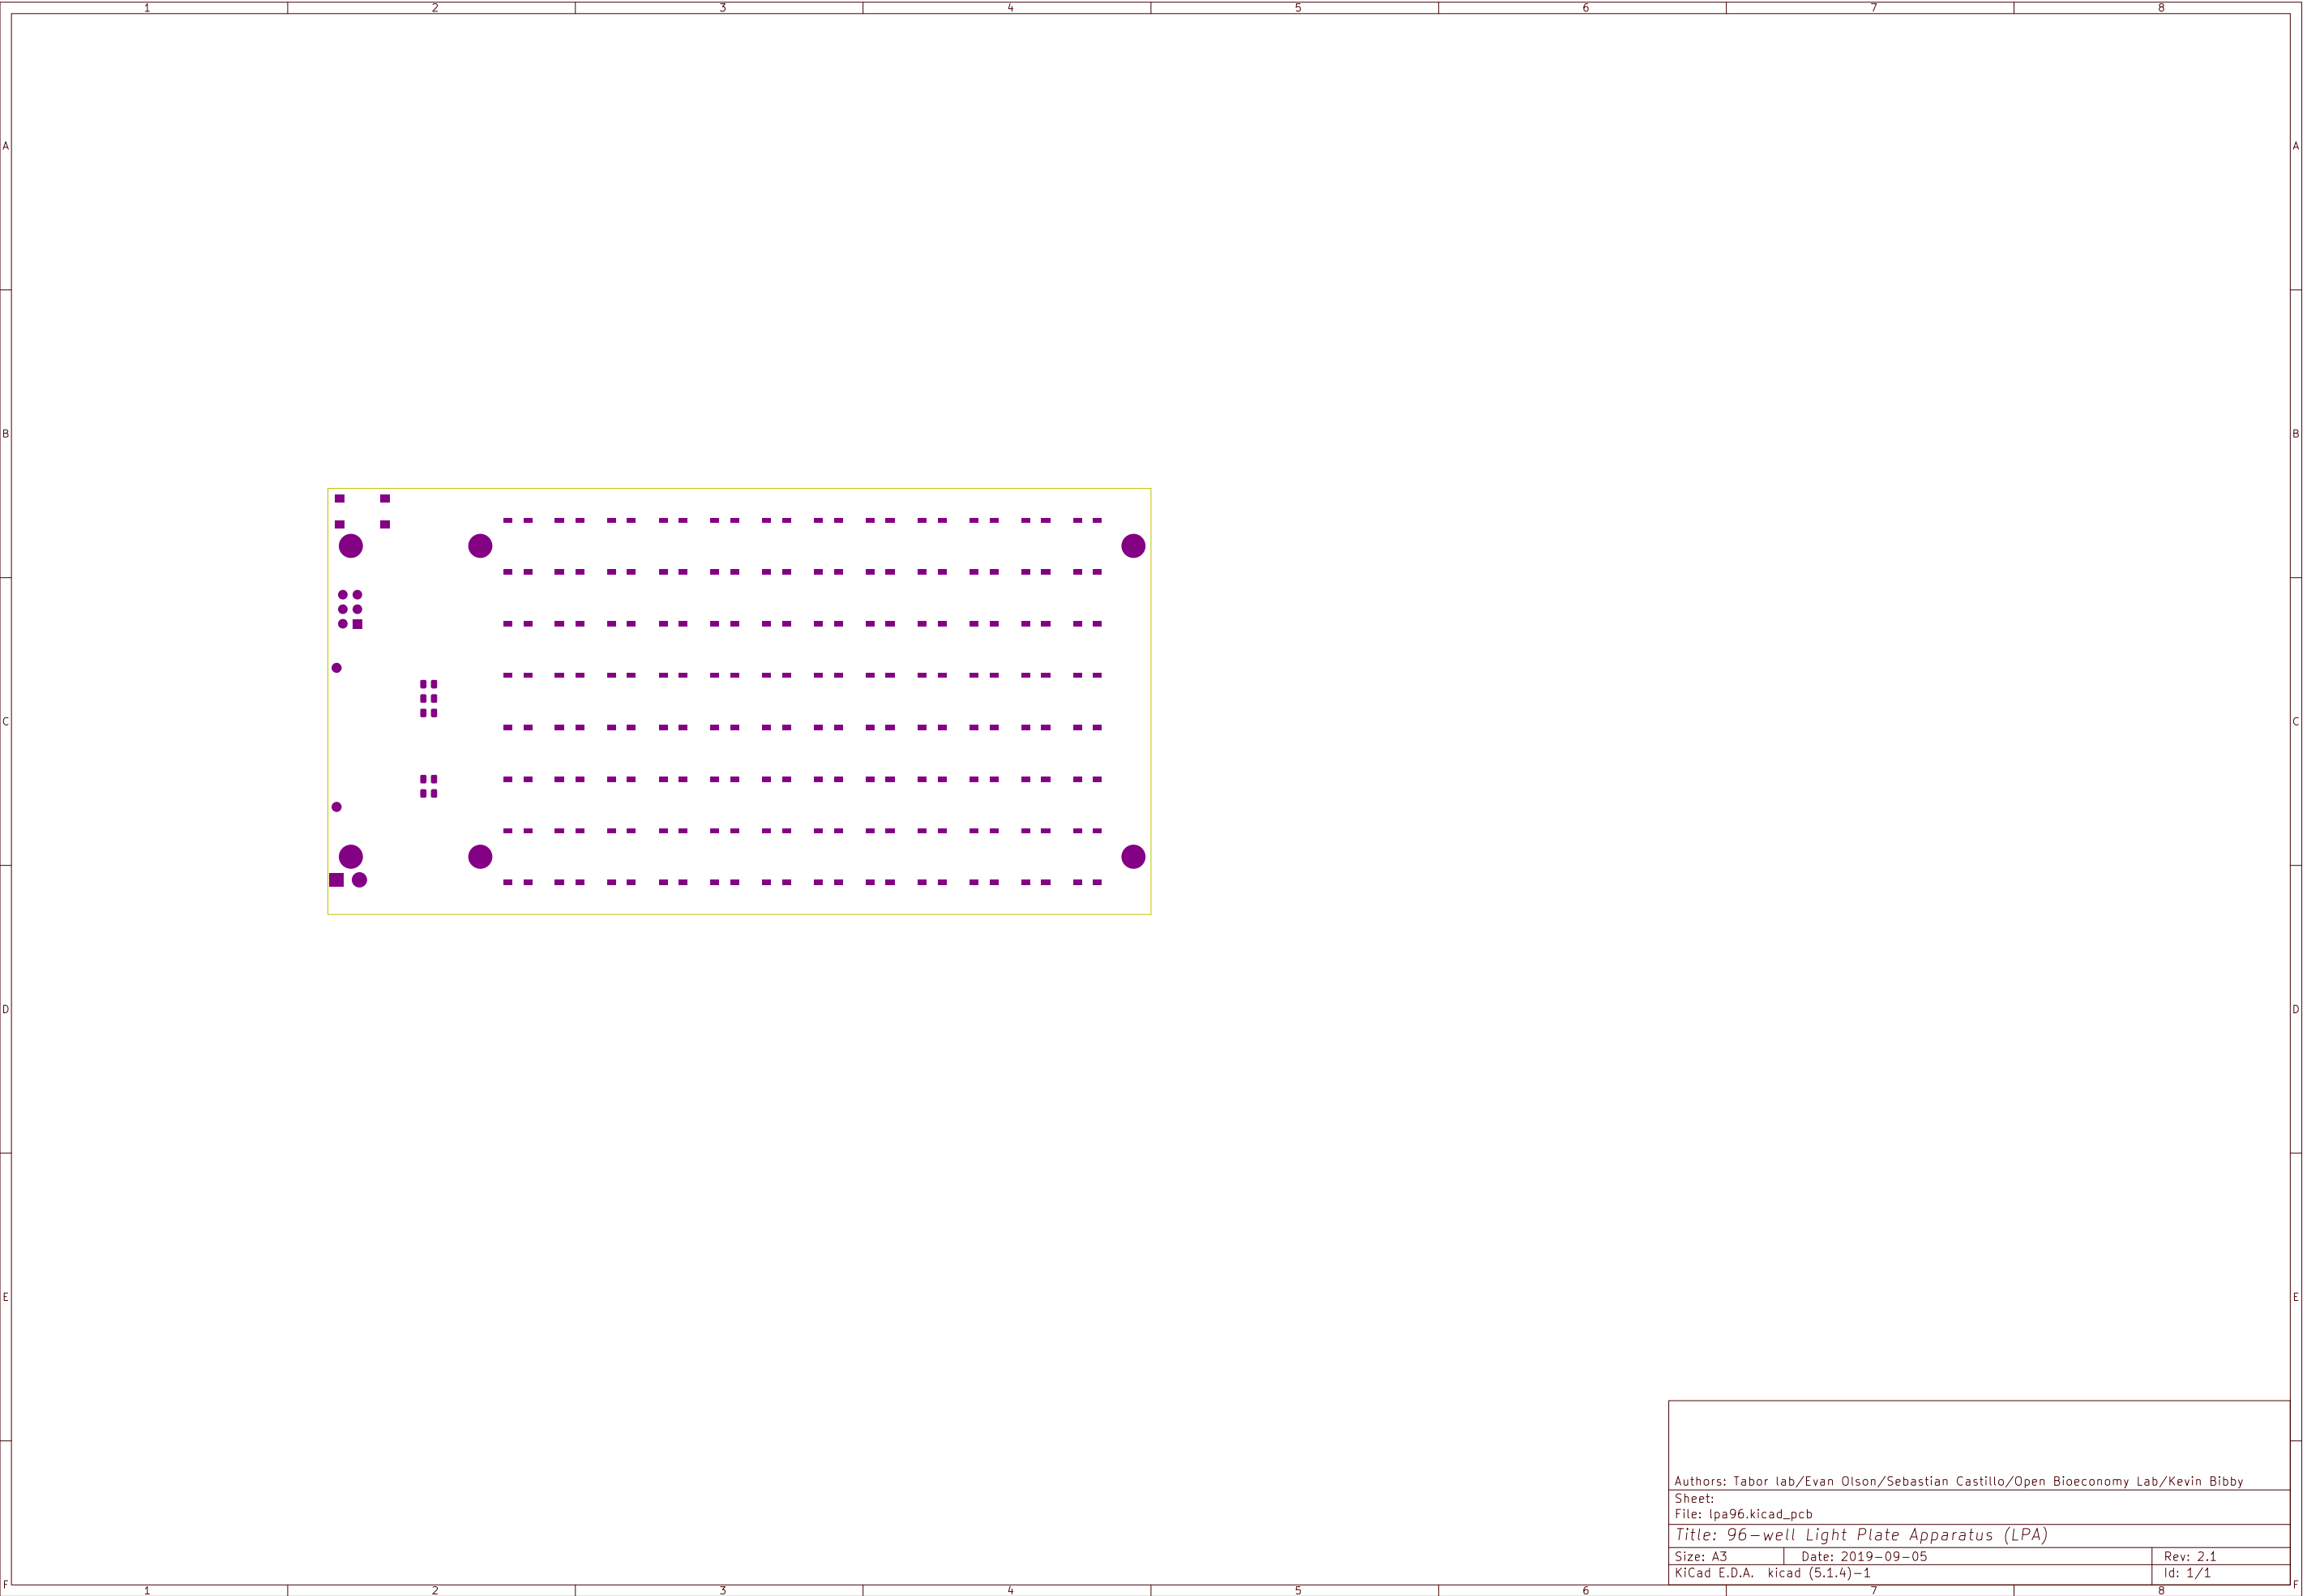 1 2 3 4 5 6 7 8
A A
B B
C C
D D
E E
Authors: Tabor lab/Evan Olson/Sebastian Castillo/Open Bioeconomy Lab/Kevin Bibby
Sheet:
File: lpa96.kicad_pcb
Title: 96-well Light Plate Apparatus (LPA)
Size: A3 Date: 2019-09-05 Rev: 2.1
KiCad E.D.A. kicad (5.1.4)-1 Id: 1/1
F F
1 2 3 4 5 6 7 8